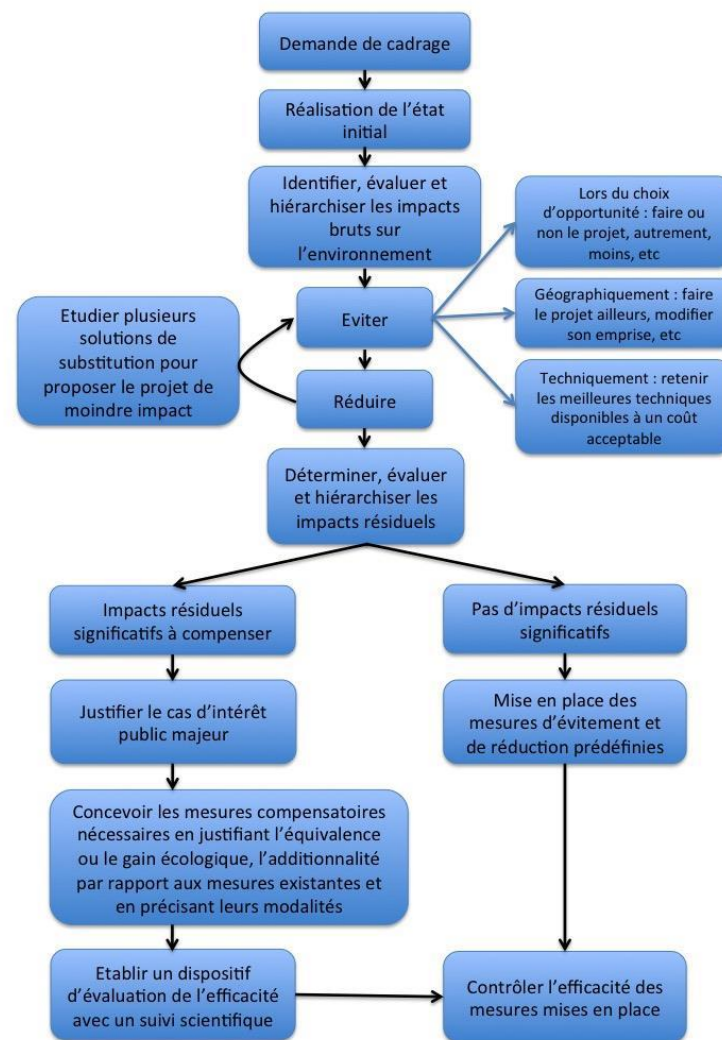 Demande de cadrage
Réalisation de l'état
initial
Identifier, évaluer et
hiérarchiser les impacts
bruts sur
l'environnement
Lors du choix
d'opportunité : faire ou
non le projet, autrement,
moins, etc
Eviter
Géographiquement : faire
le projet ailleurs, modifier
son emprise, etc
Etudier plusieurs
solutions de
substitution pour
proposer le projet de
moindre impact
Réduire
Techniquement : retenir
les meilleures techniques
disponibles à un coût
acceptable
Déterminer, évaluer
et hiérarchiser les
impacts résiduels
Impacts résiduels
significatifs à compenser
Pas d'impacts résiduels
significatifs
Justifier le cas d'intérêt
public majeur
Mise en place des
mesures d'évitement et
de réduction prédéfinies
Concevoir les mesures compensatoires
nécessaires en justifiant l'équivalence
ou le gain écologique, l'additionnalité
par rapport aux mesures existantes et
en précisant leurs modalités
Etablir un dispositif
d'évaluation de l'efficacité
avec un suivi scientifique
Contrôler l'efficacité des
mesures mises en place